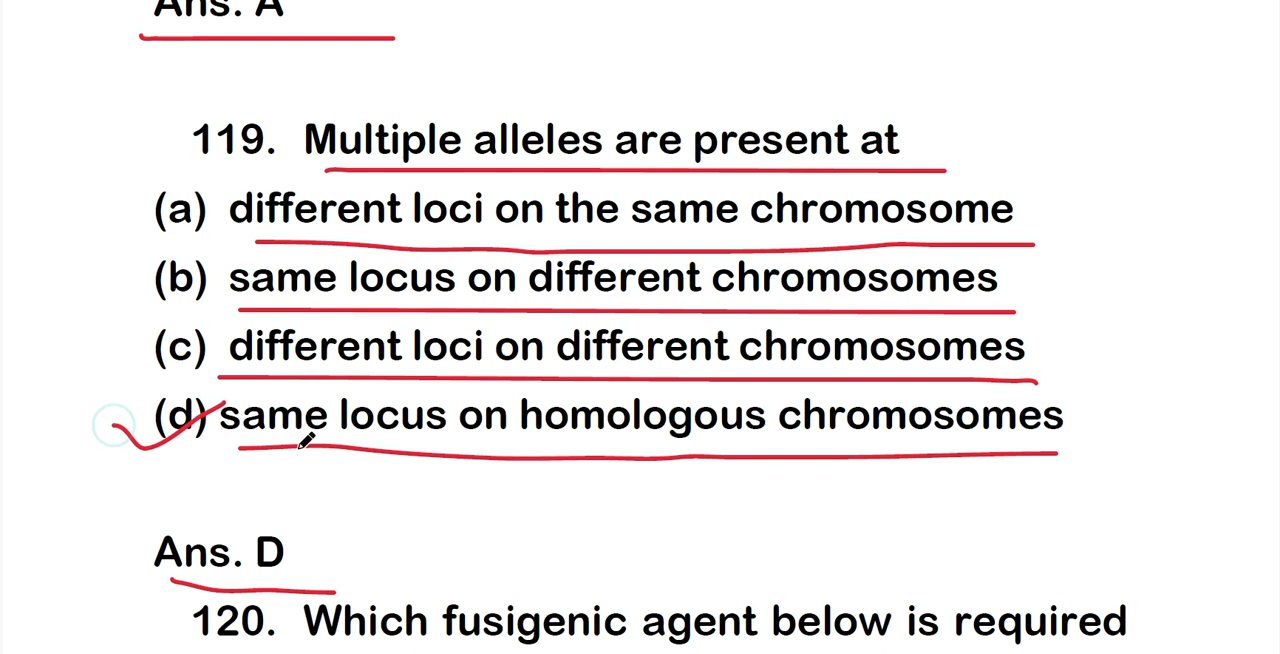 Ans. A
119. Multiple alleles are present at
(a) different loci on the same chromosome
(b) same locus on different chromosomes
(c) different loci on different chromosomes
(d) same locus on homologous chromosomes
Ans. D
120. Which fusigenic agent below is required